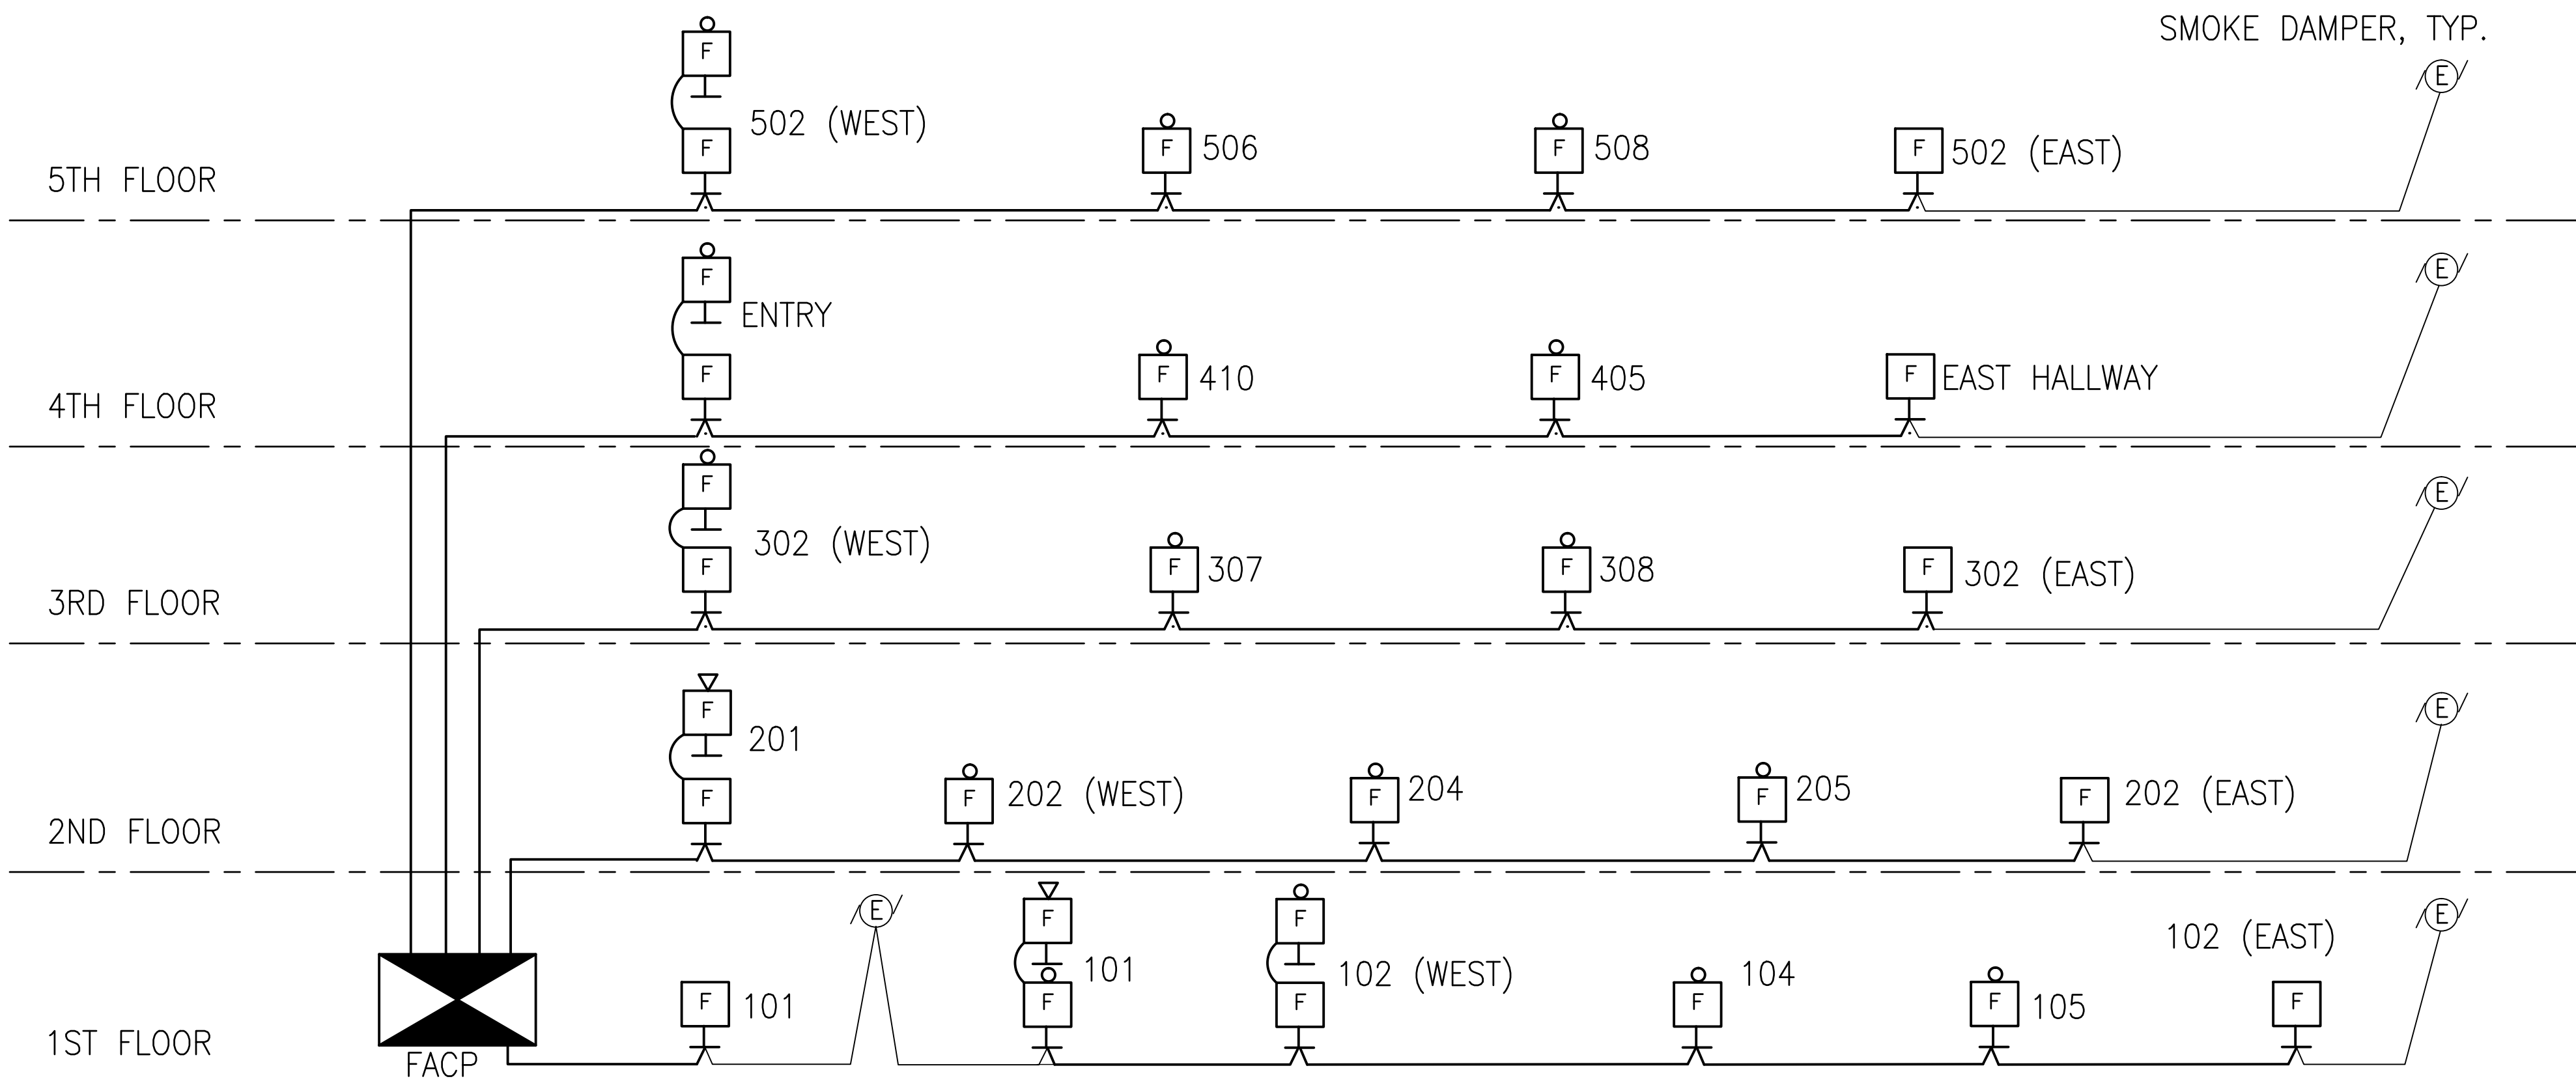 SMOKE DAMPER, TYP.
E
F
502 (WEST)
F
F
506
F
508
F
502 (EAST)
5TH FLOOR
E
F
ENTRY
F
F
410
F
405
F
EAST HALLWAY
4TH FLOOR
E
F
302 (WEST)
F
F
307
F
308
F
302 (EAST)
3RD FLOOR
E
F
201
F
F
202 (WEST)
F
204
F
205
F
202 (EAST)
2ND FLOOR
E
E
F
F
102 (EAST)
101
102 (WEST)
104
F
101
F
F
F
F
105
F
1ST FLOOR
FACP